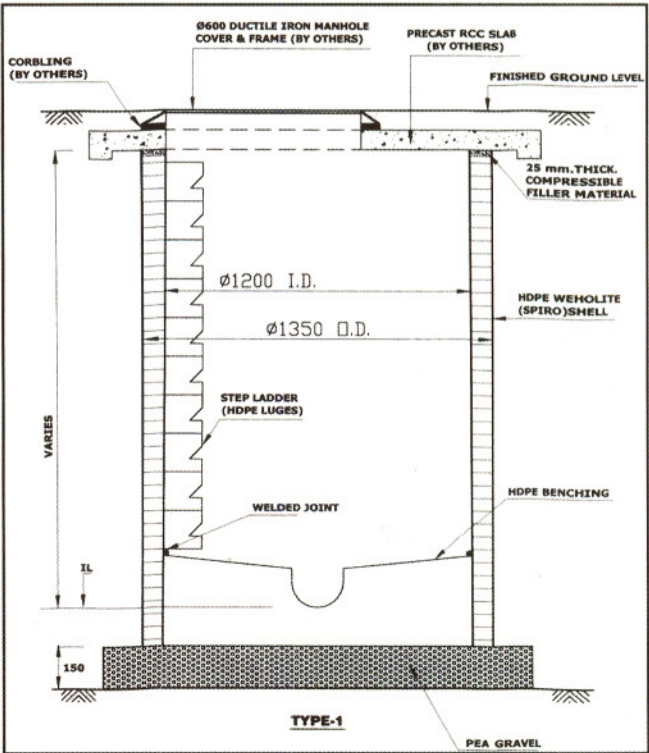 Ø600 DUCTILE IRON MANHOLE
COVER & FRAME (BY OTHERS)
PRECAST RCC SLAB
(BY OTHERS)
CORBLING
(BY OTHERS)
FINISHED GROUND LEVEL
25 mm.THICK.
COMPRESSIBLE
FILLER MATERIAL
Ø1200 I.D.
HDPE WEHOLITE
(SPIRO)SHELL
Ø1350 O.D.
STEP LADDER
(HDPE LUGES)
VARIES
WELDED JOINT
HDPE BENCHING
IL
150
TYPE-1
PEA GRAVEL